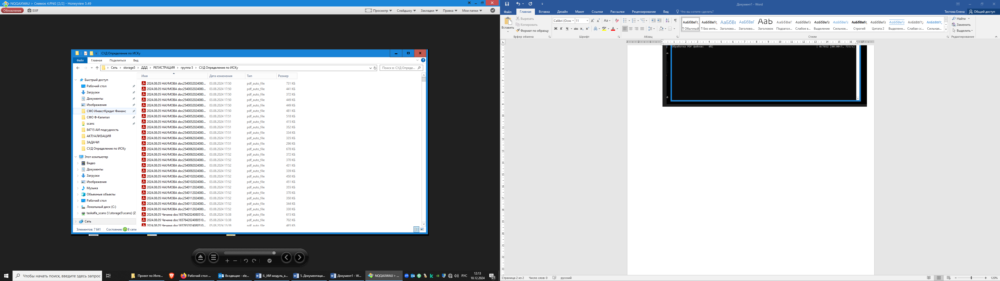 NQQAXWAU > Снимок 4.PNG [2/2] - Honeyview 5.49
Обновление EXIF Просмотр Слайдшоу Закладки Правка Мои папки
СУД Определение по ИСКу
Файл Главная Поделиться Вид
Сеть storage5 ДДД РЕГИСТРАЦИЯ группа 5 СУД Определение по ИСКу Поиск в: СУД Опреде...
Имя Дата изменения Тип Размер
Быстрый доступ
Рабочий стол
Загрузки
Документы
Изображения
СФО ИнвестКредит Финанс
СФО Ф-Капитал
scans
84715 АИ подсудность
АКТУАЛИЗАЦИЯ
ЗАДАЧИ
СУД Определение по ИСКу
Этот компьютер
Видео
Документы
Загрузки
Изображения
Музыка
Объемные объекты
Рабочий стол
Локальный диск (C:)
taskalfa_scans (\\storage5\scans) (Z
Сеть
2024.08.05 НАУМОВА doc2540032024080... 03.08.2024 17:50 pdf_auto_file 731 КБ
2024.08.05 НАУМОВА doc2540032024080... 03.08.2024 17:50 pdf_auto_file 441 КБ
2024.08.05 НАУМОВА doc2540032024080... 03.08.2024 17:50 pdf_auto_file 372 КБ
2024.08.05 НАУМОВА doc2540032024080... 03.08.2024 17:50 pdf_auto_file 449 КБ
2024.08.05 НАУМОВА doc2540032024080... 03.08.2024 17:50 pdf_auto_file 449 КБ
2024.08.05 НАУМОВА doc2540032024080... 03.08.2024 17:50 pdf_auto_file 481 КБ
2024.08.05 НАУМОВА doc2540052024080... 03.08.2024 17:51 pdf_auto_file 518 КБ
2024.08.05 НАУМОВА doc2540052024080... 03.08.2024 17:51 pdf_auto_file 415 КБ
2024.08.05 НАУМОВА doc2540052024080... 03.08.2024 17:51 pdf_auto_file 352 КБ
2024.08.05 НАУМОВА doc2540052024080... 03.08.2024 17:51 pdf_auto_file 334 КБ
2024.08.05 НАУМОВА doc2540062024080... 03.08.2024 17:51 pdf_auto_file 335 КБ
2024.08.05 НАУМОВА doc2540062024080... 03.08.2024 17:51 pdf_auto_file 296 КБ
2024.08.05 НАУМОВА doc2540062024080... 03.08.2024 17:51 pdf_auto_file 678 КБ
2024.08.05 НАУМОВА doc2540092024080... 03.08.2024 17:52 pdf_auto_file 372 КБ
2024.08.05 НАУМОВА doc2540092024080... 03.08.2024 17:52 pdf_auto_file 370 КБ
2024.08.05 НАУМОВА doc2540092024080... 03.08.2024 17:52 pdf_auto_file 431 КБ
2024.08.05 НАУМОВА doc2540092024080... 03.08.2024 17:52 pdf_auto_file 339 КБ
2024.08.05 НАУМОВА doc2540102024080... 03.08.2024 17:52 pdf_auto_file 450 КБ
2024.08.05 НАУМОВА doc2540102024080... 03.08.2024 17:52 pdf_auto_file 451 КБ
2024.08.05 НАУМОВА doc2540112024080... 03.08.2024 17:52 pdf_auto_file 355 КБ
2024.08.05 НАУМОВА doc2540112024080... 03.08.2024 17:52 pdf_auto_file 370 КБ
2024.08.05 НАУМОВА doc2540112024080... 03.08.2024 17:52 pdf_auto_file 350 КБ
2024.08.05 НАУМОВА doc2540112024080... 03.08.2024 17:52 pdf_auto_file 344 КБ
2024.08.05 НАУМОВА doc2540112024080... 03.08.2024 17:52 pdf_auto_file 330 КБ
2024.08.05 Чечина doc1657642024080510... 05.08.2024 13:38 pdf_auto_file 615 КБ
2024.08.05 Чечина doc1657642024080510... 05.08.2024 13:38 pdf_auto_file 702 КБ
2024.08.05 Чечина doc1657652024080510... 05.08.2024 13:39 pdf_auto_file 465 КБ
Элементов: 7 641 Состояние: В сети
Чтобы начать поиск, введите здесь запрос
Проект по Инте... Рабочий стол ... Входящие - ele... IL_ИИ модуль_а... 5. Документаци... Документ1 - W... NQQAXWAU > ...
РУС 12:13
10.12.2024
21
Документ1 - Word
Файл Главная Вставка Дизайн Макет Ссылки Рассылки Рецензирование Вид Что вы хотите сделать? Тестова Елена Общий доступ
Вставить
Вырезать
Копировать
Формат по образцу
Буфер обмена
Calibri (Оснс 11
Ж К Ч abc x₂ x²
Шрифт
Абзац
АаБбВвГг, АаБбВвГг, АаБбВı АаБбВвГ АаЬ АаБбВвГ АаБбВвГг АаБбВвГг АаБбВвГг АаБбВвГг, АаБбВвГг АаБбВвГг АаБбВвГг, АаБбВвГг,
¶ Обычный ¶ Без инте... Заголово... Заголово... Заголовок Подзагол... Слабое в... Выделение Сильное... Строгий Цитата 2 Выделенн... Слабая сс... Сильная...
Стили
Найти
Заменить
Выделить
Редактирование
Обработка PDF файлов: 0%| | 0/7652 [00:00<?, ?it/s]
Страница 2 из 2 Число слов: 0 русский 120%